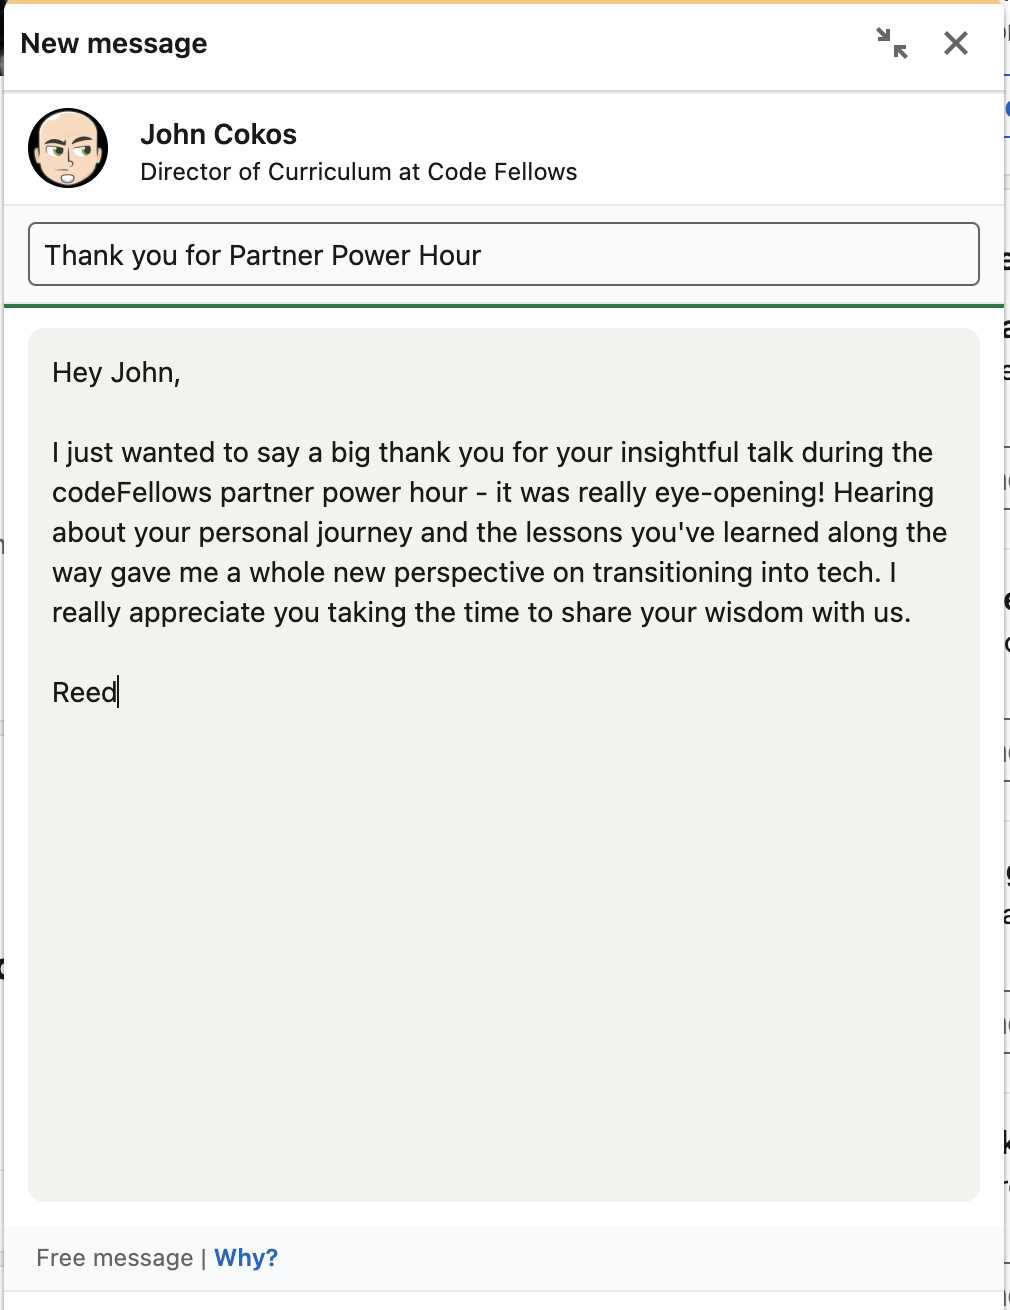 New message
John Cokos
Director of Curriculum at Code Fellows
Thank you for Partner Power Hour
Hey John,
I just wanted to say a big thank you for your insightful talk during the
codeFellows partner power hour - it was really eye-opening! Hearing
about your personal journey and the lessons you've learned along the
way gave me a whole new perspective on transitioning into tech. I
really appreciate you taking the time to share your wisdom with us.
Reed
Free message | Why?